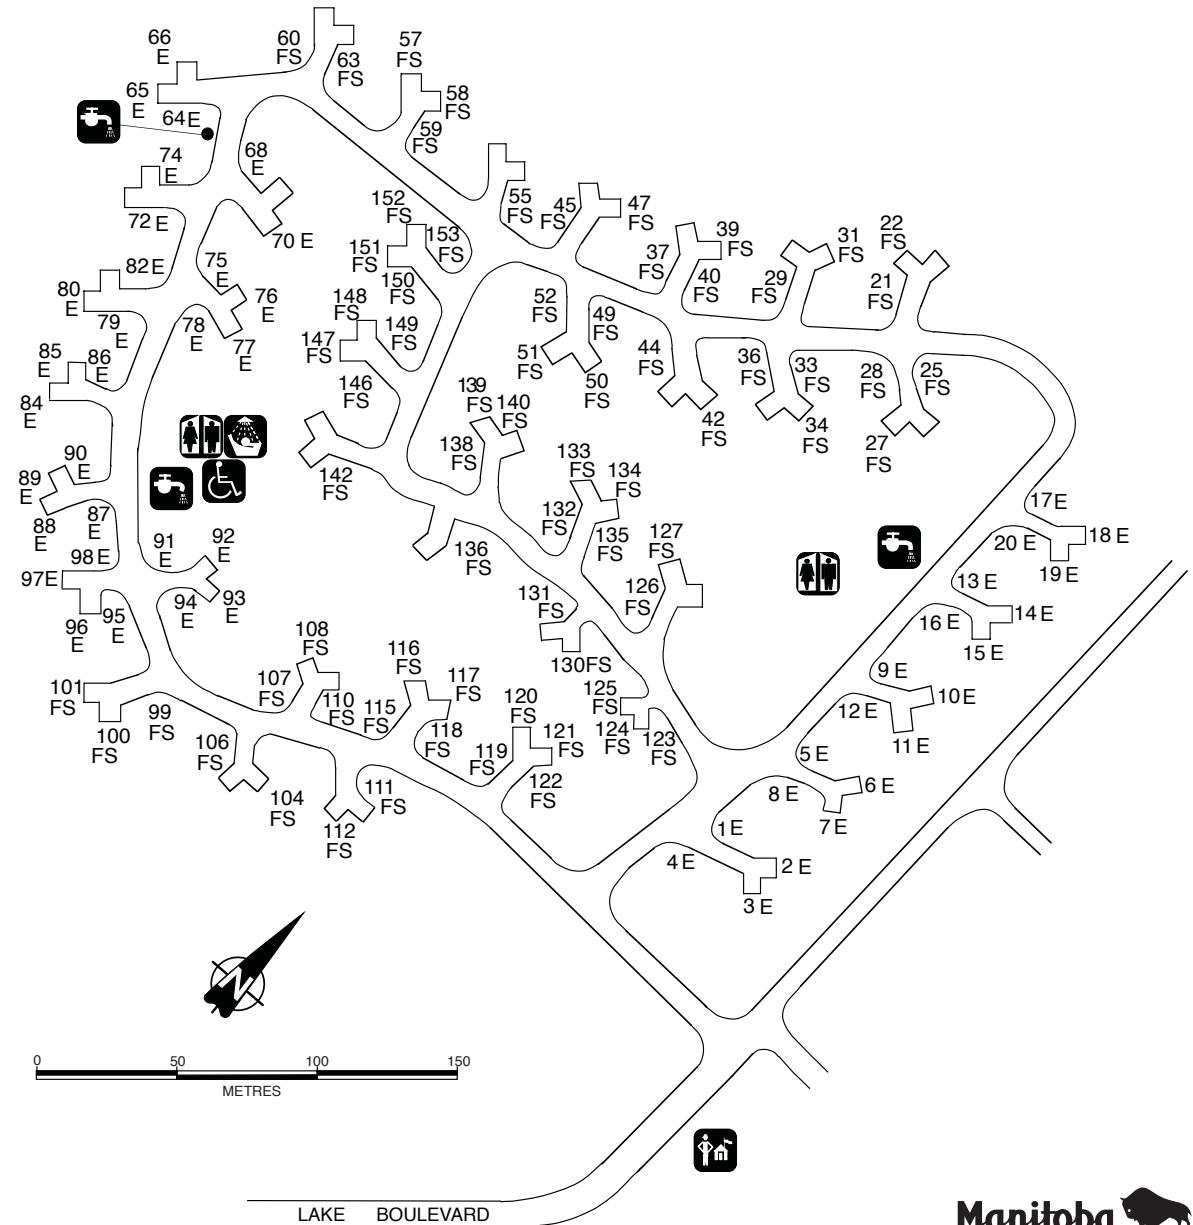 66
E
60
FS
57
FS
63
FS
65
E
64 E
58
FS
59
FS
74
E
68
E
72 E
70 E
152
FS
153
FS
55
FS
45
FS
47
FS
39
FS
37
FS
40
FS
31
FS
29
FS
22
FS
21
FS
151
FS
150
FS
82 E
75
E
80
E
79
E
78
E
76
E
77
E
148
FS
147
FS
149
FS
52
FS
49
FS
51
FS
50
FS
44
FS
42
FS
36
FS
33
FS
34
FS
28
FS
25
FS
27
FS
85
E
86
E
84
E
146
FS
139
FS
140
FS
138
FS
142
FS
90
E
89
E
88
E
87
E
133
FS
134
FS
132
FS
135
FS
136
FS
127
FS
126
FS
17 E
18 E
20 E
19 E
98 E
97 E
96
E
95
E
91
E
92
E
94
E
93
E
131
FS
130FS
13 E
14 E
16 E
15 E
101
FS
100
FS
99
FS
108
FS
107
FS
110
FS
106
FS
104
FS
116
FS
117
FS
115
FS
118
FS
111
FS
112
FS
119
FS
120
FS
121
FS
122
FS
125
FS
124
FS
123
FS
9 E
10 E
12 E
11 E
5 E
6 E
8 E
7 E
1 E
2 E
4 E
3 E
N
0 50 100 150
METRES
LAKE BOULEVARD
Manitoba